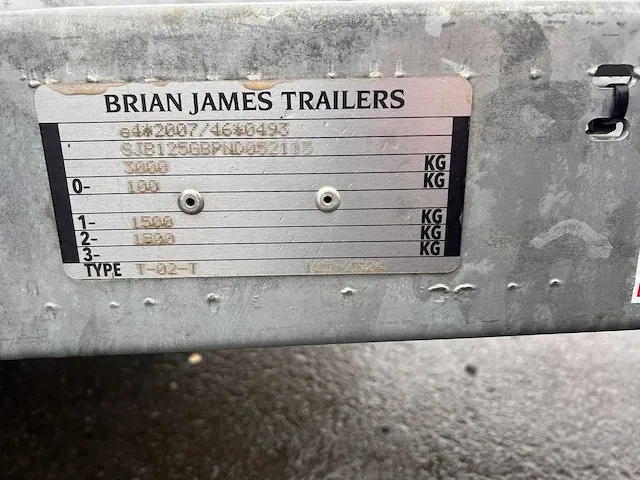 BRIAN JAMES TRAILERS
e4*2007/46*0493
SJB125GBPND052113
3000 KG
0- 100 KG
1- 1500 KG
2- 1500 KG
3- KG
TYPE T-02-T